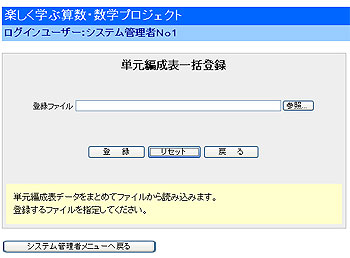 楽しく学ぶ算数・数学プロジェクト
ログインユーザー：システム管理者No1
単元編成表一括登録
登録ファイル 参照...
登　録 リセット 戻　る
単元編成表データをまとめてファイルから読み込みます。
登録するファイルを指定してください。
システム管理者メニューへ戻る